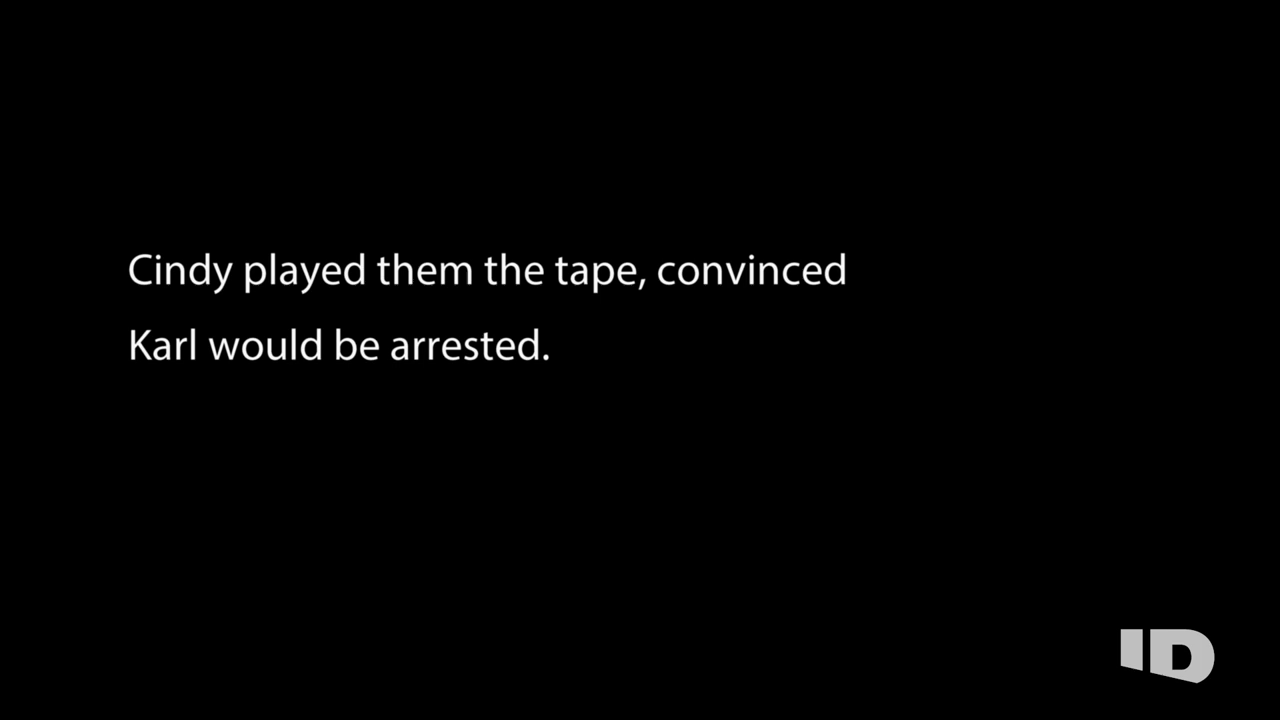 Cindy played them the tape, convinced
Karl would be arrested.
ID